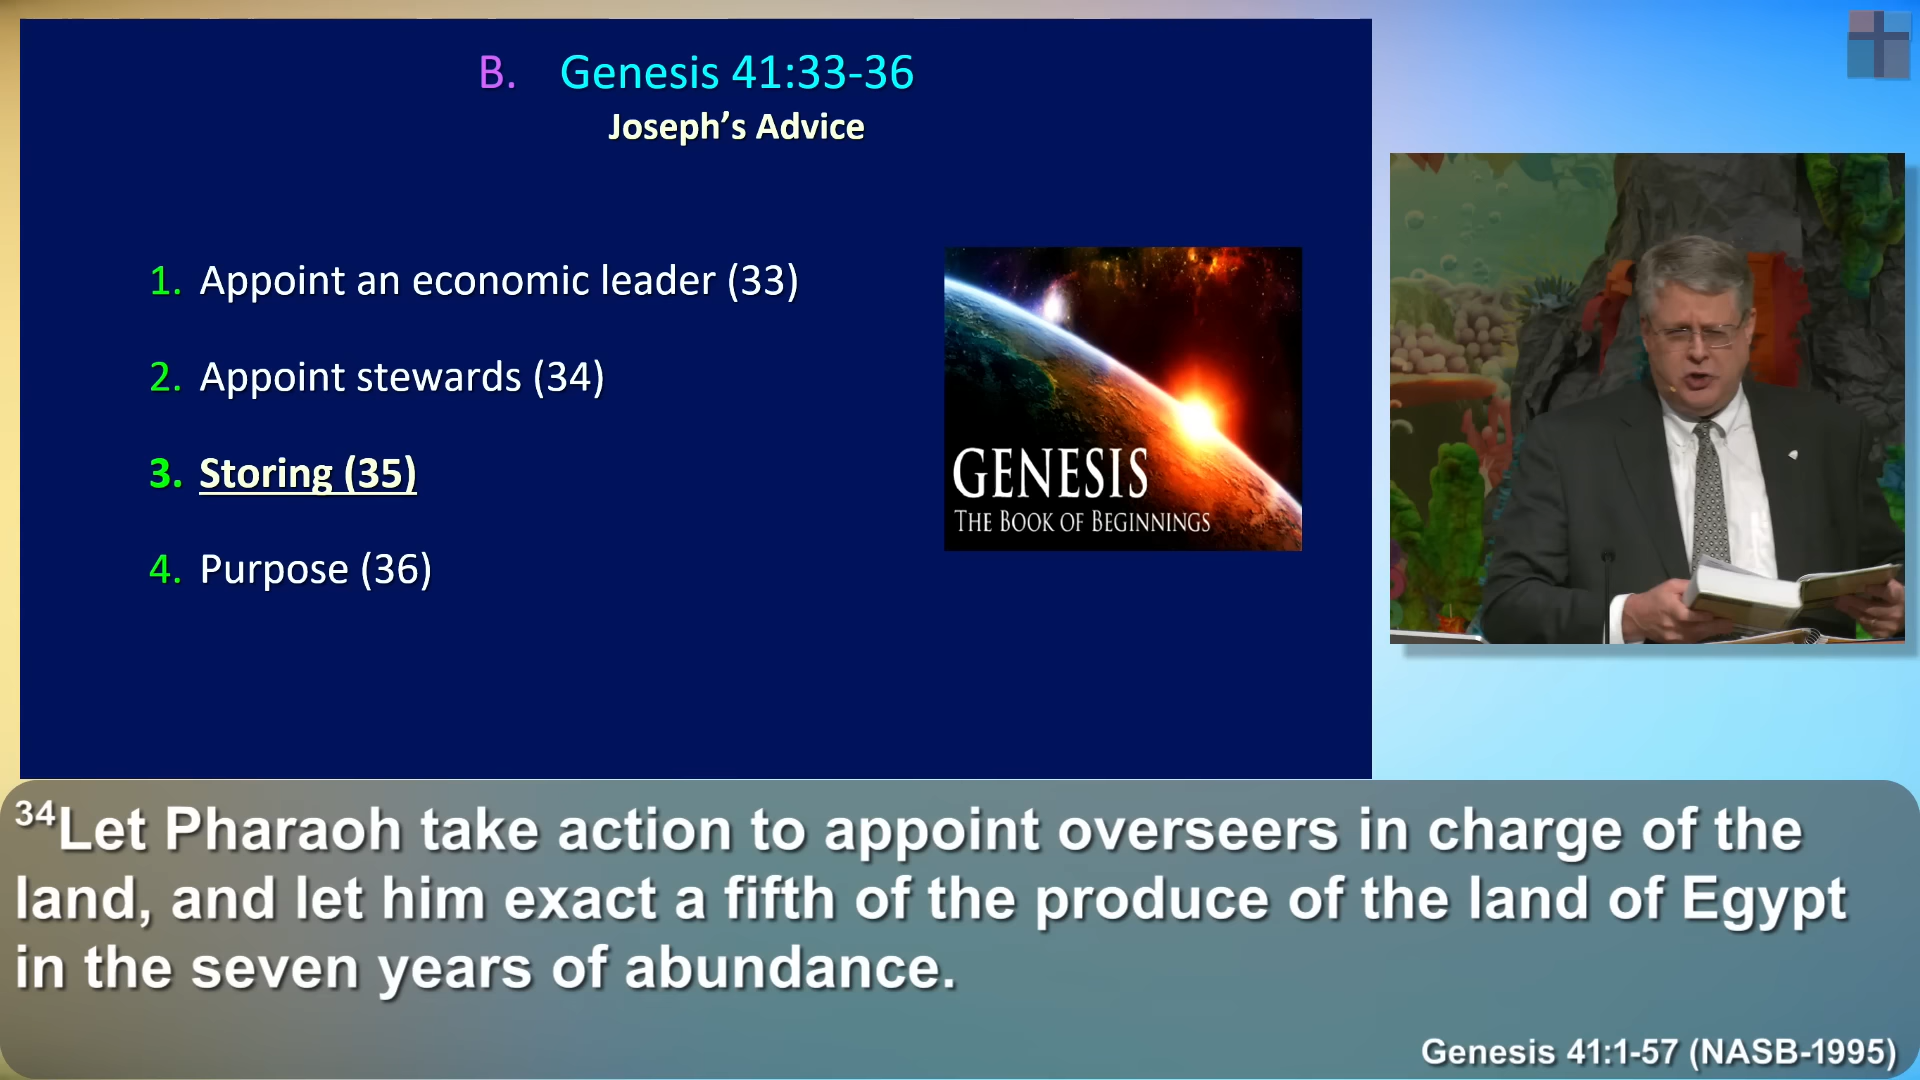 B. Genesis 41:33-36
Joseph’s Advice
1. Appoint an economic leader (33)
2. Appoint stewards (34)
3. Storing (35)
4. Purpose (36)
GENESIS
THE BOOK OF BEGINNINGS
34Let Pharaoh take action to appoint overseers in charge of the
land, and let him exact a fifth of the produce of the land of Egypt
in the seven years of abundance.
Genesis 41:1-57 (NASB-1995)